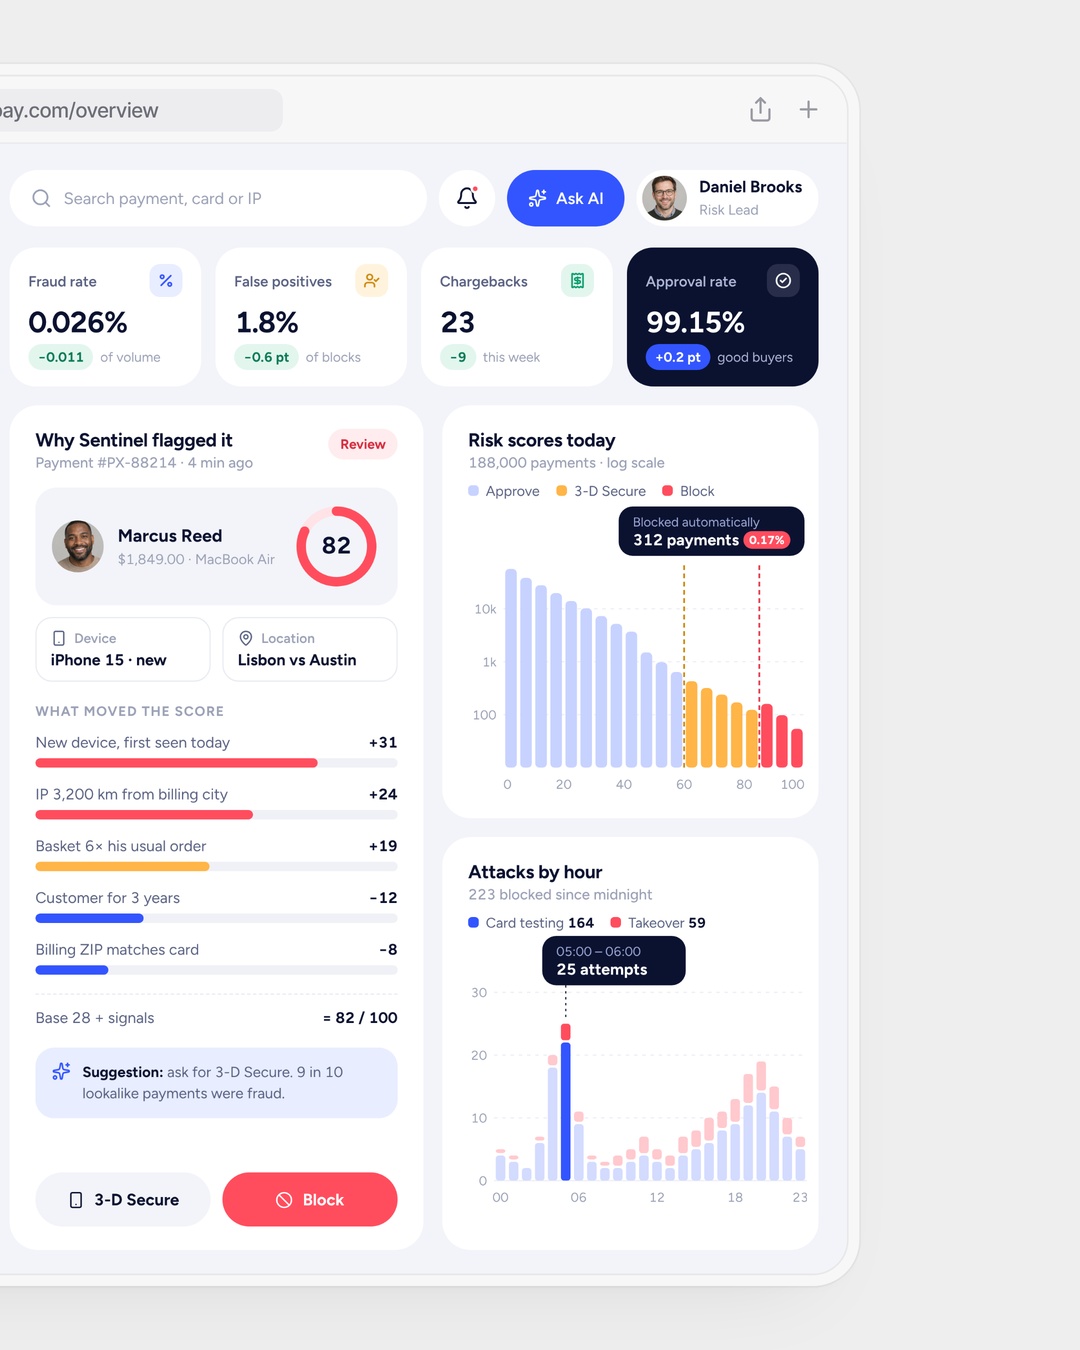 pay.com/overview
Search payment, card or IP
Ask AI
Daniel Brooks
Risk Lead
Fraud rate
0.026%
−0.011 of volume
False positives
1.8%
−0.6 pt of blocks
Chargebacks
23
−9 this week
Approval rate
99.15%
+0.2 pt good buyers
Why Sentinel flagged it
Payment #PX-88214 · 4 min ago
Review
Marcus Reed
$1,849.00 · MacBook Air
82
Device
iPhone 15 · new
Location
Lisbon vs Austin
WHAT MOVED THE SCORE
New device, first seen today +31
IP 3,200 km from billing city +24
Basket 6× his usual order +19
Customer for 3 years −12
Billing ZIP matches card −8
Base 28 + signals = 82 / 100
Suggestion: ask for 3-D Secure. 9 in 10
lookalike payments were fraud.
3-D Secure
Block
Risk scores today
188,000 payments · log scale
Approve 3-D Secure Block
Blocked automatically
312 payments 0.17%
10k
1k
100
0 20 40 60 80 100
Attacks by hour
223 blocked since midnight
Card testing 164 Takeover 59
05:00 – 06:00
25 attempts
30
20
10
0
00 06 12 18 23